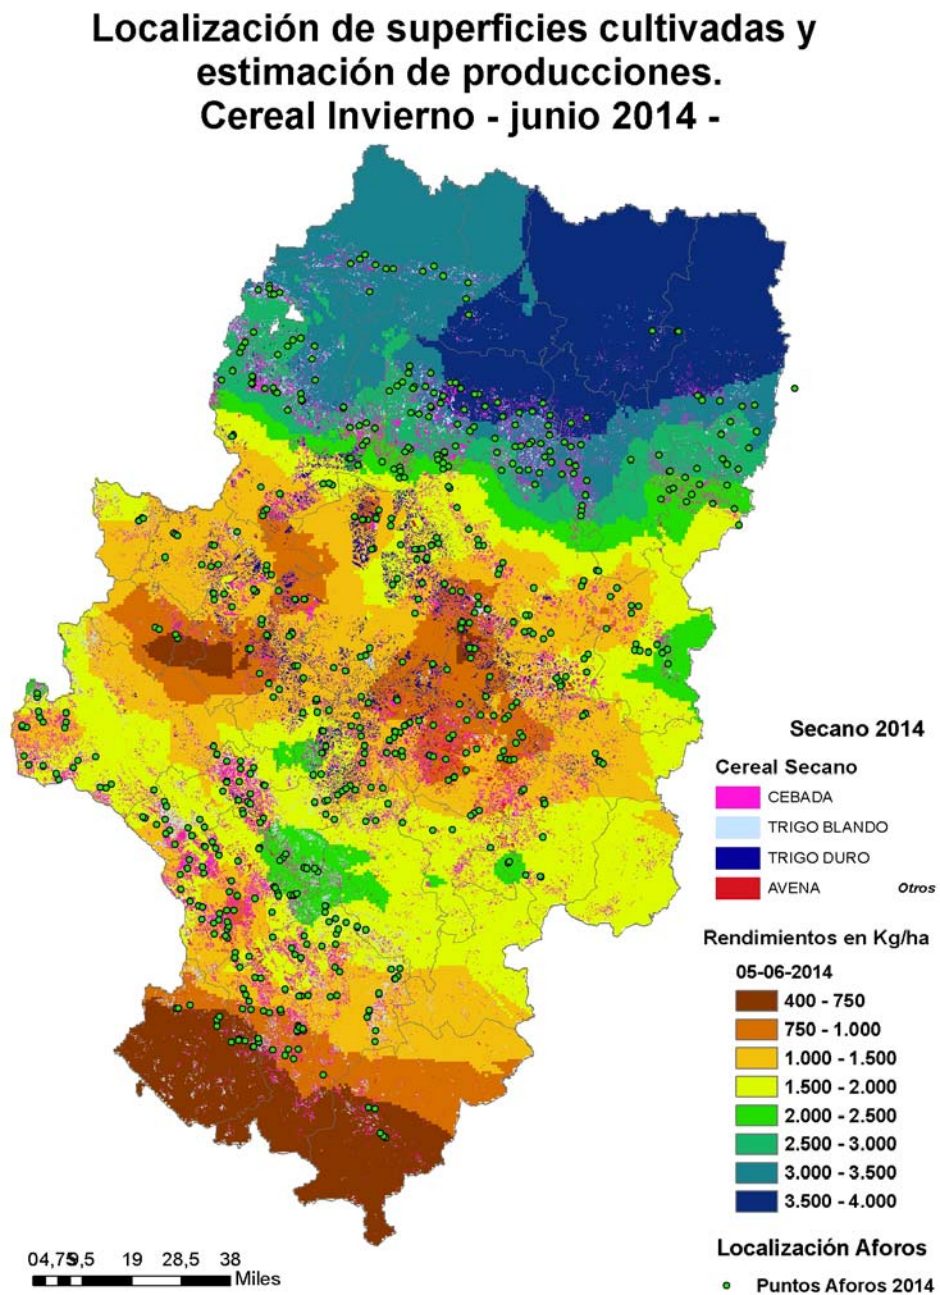 Localización de superficies cultivadas y
estimación de producciones.
Cereal Invierno - junio 2014 -
Secano 2014
Cereal Secano
CEBADA
TRIGO BLANDO
TRIGO DURO
AVENA
Otros
Rendimientos en Kg/ha
05-06-2014
400 - 750
750 - 1.000
1.000 - 1.500
1.500 - 2.000
2.000 - 2.500
2.500 - 3.000
3.000 - 3.500
3.500 - 4.000
Localización Aforos
Puntos Aforos 2014
04,759,5 19 28,5 38
Miles